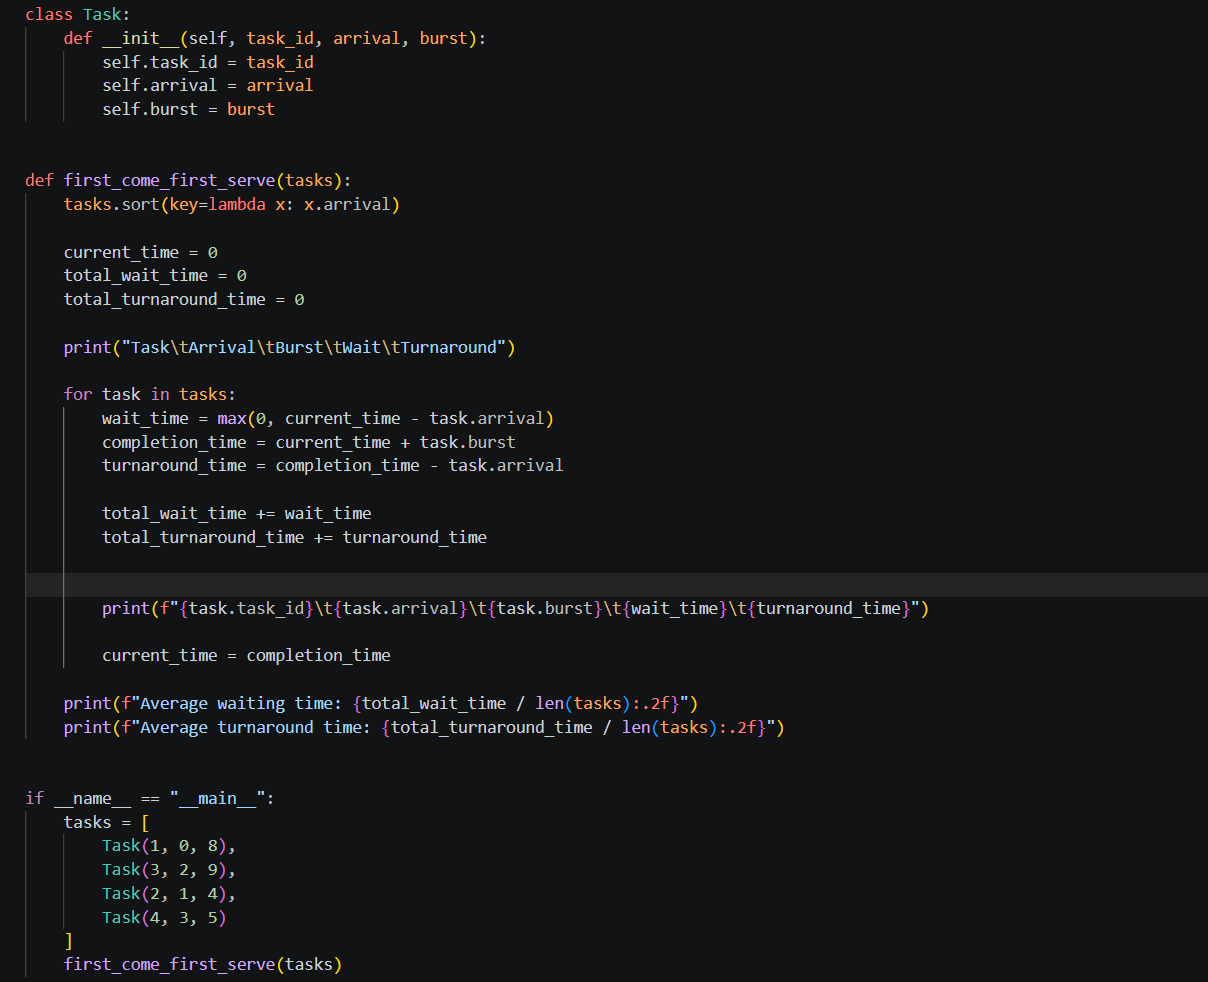 class Task:
    def __init__(self, task_id, arrival, burst):
        self.task_id = task_id
        self.arrival = arrival
        self.burst = burst
def first_come_first_serve(tasks):
    tasks.sort(key=lambda x: x.arrival)
    current_time = 0
    total_wait_time = 0
    total_turnaround_time = 0
    print("Task\tArrival\tBurst\tWait\tTurnaround")
    for task in tasks:
        wait_time = max(0, current_time - task.arrival)
        completion_time = current_time + task.burst
        turnaround_time = completion_time - task.arrival
        total_wait_time += wait_time
        total_turnaround_time += turnaround_time
        print(f"{task.task_id}\t{task.arrival}\t{task.burst}\t{wait_time}\t{turnaround_time}")
        current_time = completion_time
    print(f"Average waiting time: {total_wait_time / len(tasks):.2f}")
    print(f"Average turnaround time: {total_turnaround_time / len(tasks):.2f}")
if __name__ == "__main__":
    tasks = [
        Task(1, 0, 8),
        Task(3, 2, 9),
        Task(2, 1, 4),
        Task(4, 3, 5)
    ]
    first_come_first_serve(tasks)